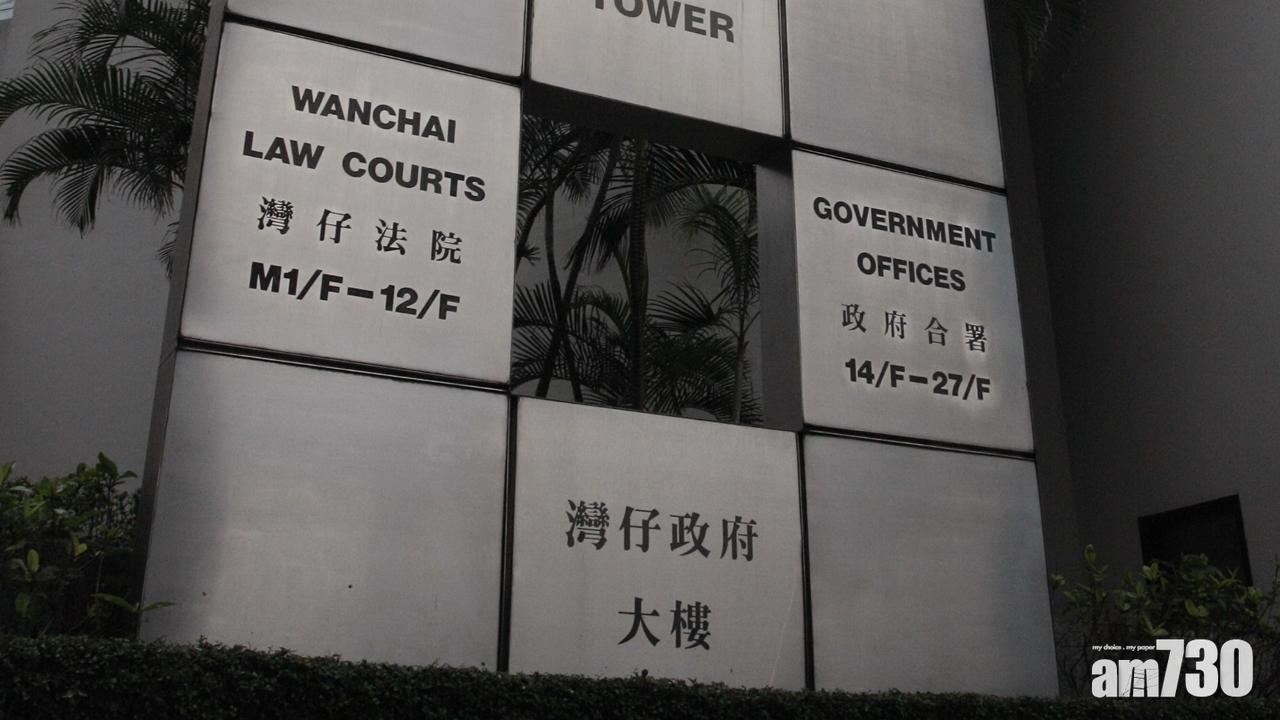 TOWER
WANCHAI
LAW COURTS
灣仔法院
M1/F－12/F
GOVERNMENT
OFFICES
政府合署
14/F－27/F
灣仔政府
大樓
my choice . my paper
am730